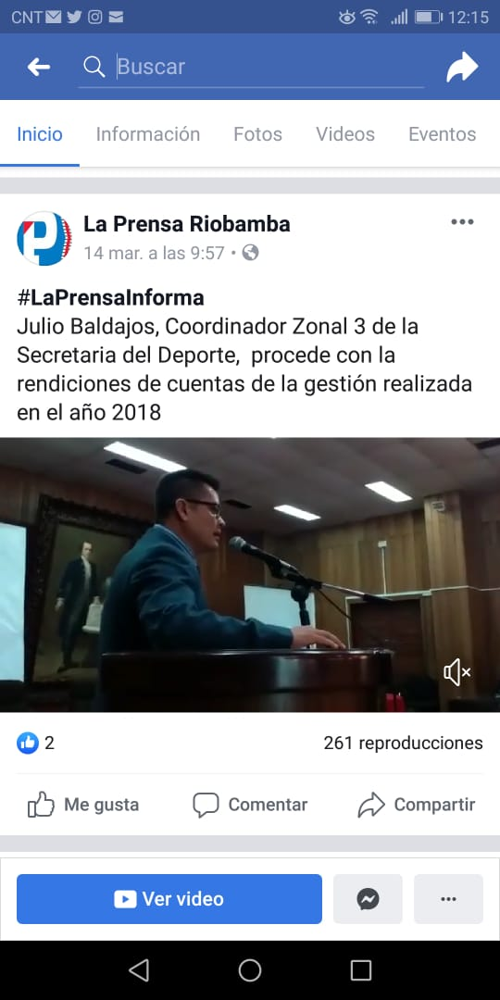 CNT 12:15
Buscar
Inicio Información Fotos Videos Eventos
La Prensa Riobamba
14 mar. a las 9:57 •
#LaPrensaInforma
Julio Baldajos, Coordinador Zonal 3 de la
Secretaria del Deporte, procede con la
rendiciones de cuentas de la gestión realizada
en el año 2018
2 261 reproducciones
Me gusta Comentar Compartir
Ver video